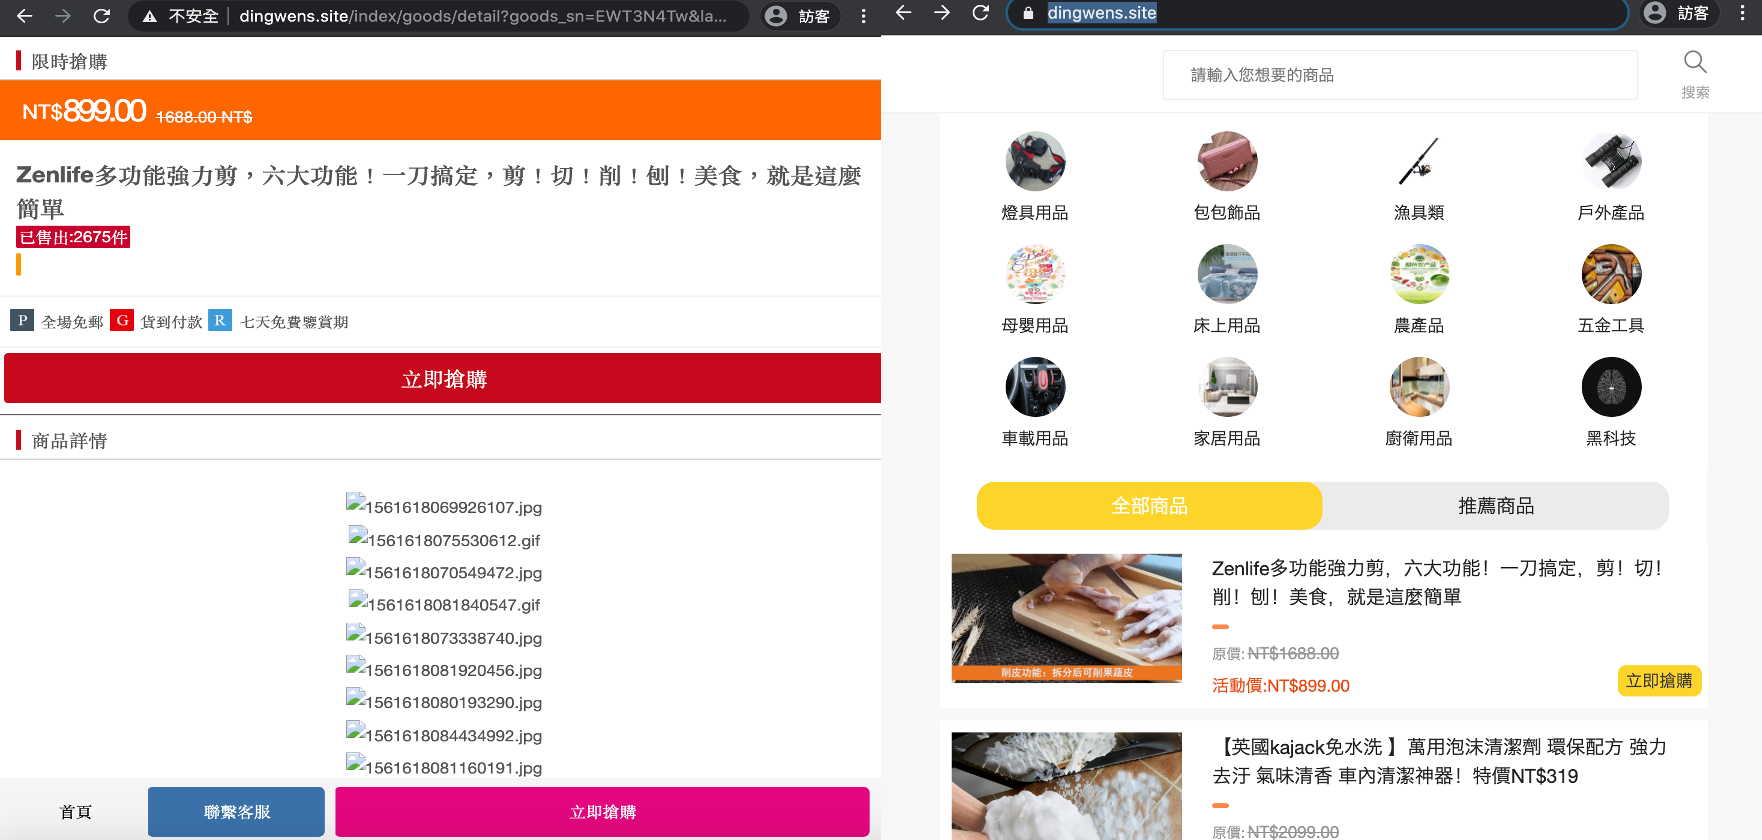 不安全 dingwens.site/index/goods/detail?goods_sn=EWT3N4Tw&la... 訪客
限時搶購
NT$899.00 1688.00 NT$
Zenlife多功能強力剪，六大功能！一刀搞定，剪！切！削！刨！美食，就是這麼
簡單
已售出:2675件
P 全場免郵 G 貨到付款 R 七天免費鑒賞期
立即搶購
商品詳情
1561618069926107.jpg
1561618075530612.gif
1561618070549472.jpg
1561618081840547.gif
1561618073338740.jpg
1561618081920456.jpg
1561618080193290.jpg
1561618084434992.jpg
1561618081160191.jpg
首頁 聯繫客服 立即搶購
dingwens.site 訪客
請輸入您想要的商品
搜索
燈具用品 包包飾品 漁具類 戶外產品
母嬰用品 床上用品 農產品 五金工具
車載用品 家居用品 廚衛用品 黑科技
全部商品 推薦商品
Zenlife多功能強力剪，六大功能！一刀搞定，剪！切！
削！刨！美食，就是這麼簡單
原價:NT$1688.00
活動價:NT$899.00
立即搶購
削皮功能：拆分后可削果蔬皮
【英國kajack免水洗 】萬用泡沫清潔劑 環保配方 強力
去汙 氣味清香 車內清潔神器！特價NT$319
原價:NT$2099.00